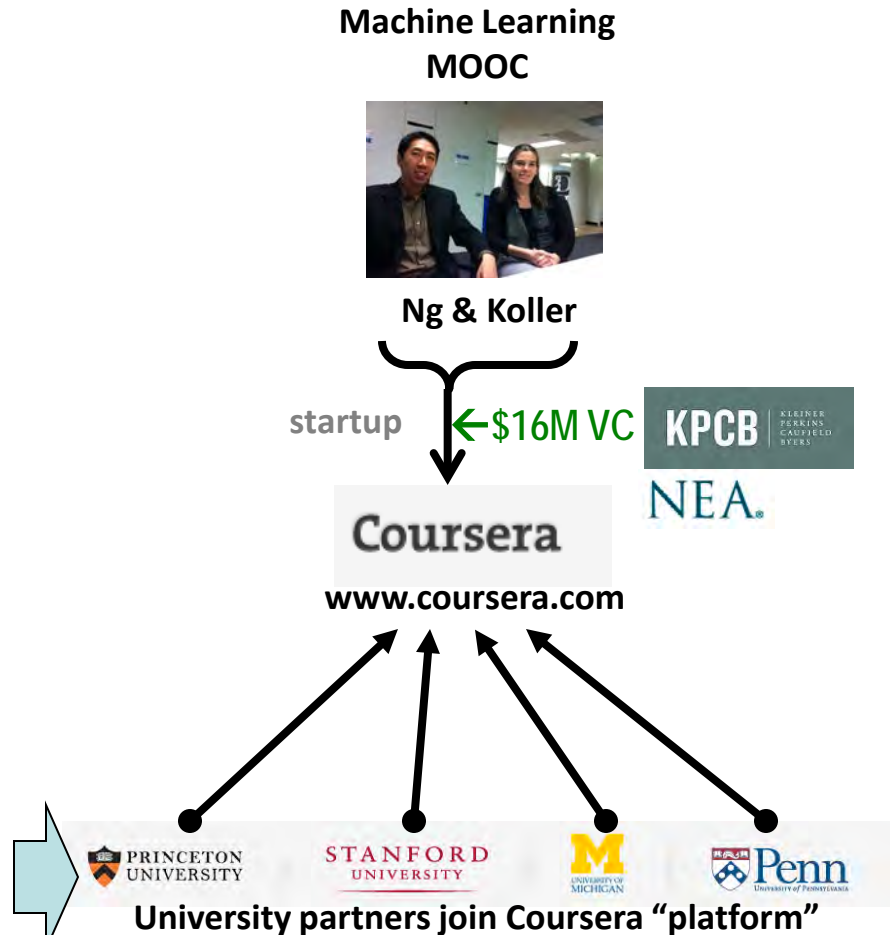 Machine Learning
MOOC
Ng & Koller
startup
$16M VC
KPCB
KLEINER
PERKINS
CAUFIELD
BYERS
NEA.®
Coursera
www.coursera.com
PRINCETON
UNIVERSITY
STANFORD
UNIVERSITY
M
UNIVERSITY OF
MICHIGAN
Penn
UNIVERSITY of PENNSYLVANIA
University partners join Coursera “platform”